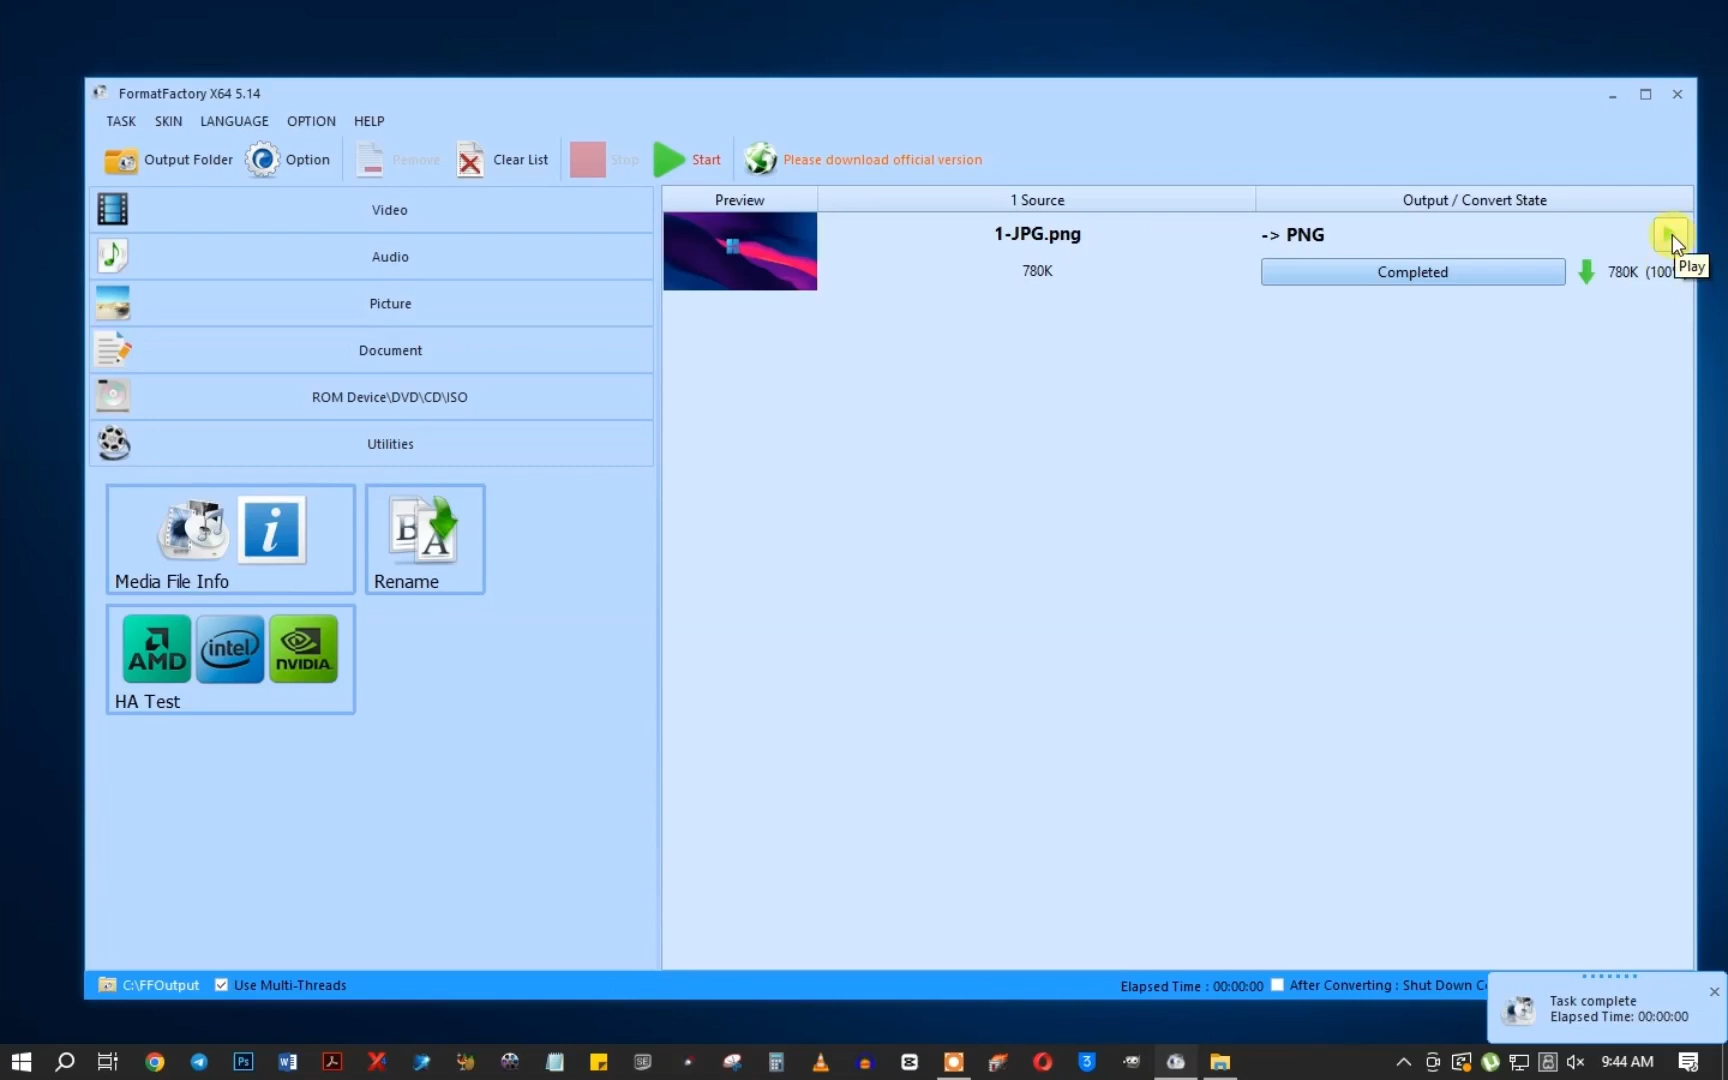 FormatFactory X64 5.14
TASK SKIN LANGUAGE OPTION HELP
Output Folder Option Remove Clear List Stop Start Please download official version
Preview 1 Source Output / Convert State
Video
Audio
Picture
Document
ROM Device\DVD\CD\ISO
Utilities
1-JPG.png -> PNG
780K Completed 780K (100
Play
Media File Info
B
A
Rename
AMD intel NVIDIA
HA Test
C:\FFOutput Use Multi-Threads Elapsed Time : 00:00:00 After Converting : Shut Down C
Task complete
Elapsed Time: 00:00:00
Ps SE 9:44 AM